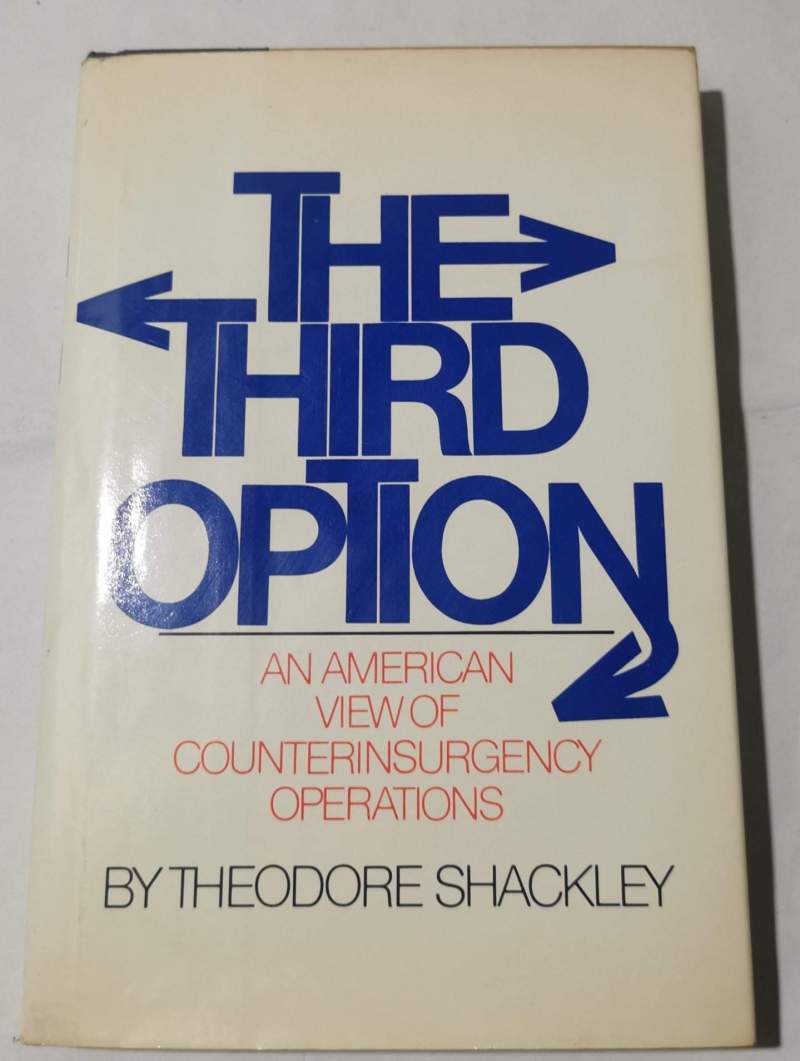 THE
THIRD
OPTION
AN AMERICAN
VIEW OF
COUNTERINSURGENCY
OPERATIONS
BY THEODORE SHACKLEY